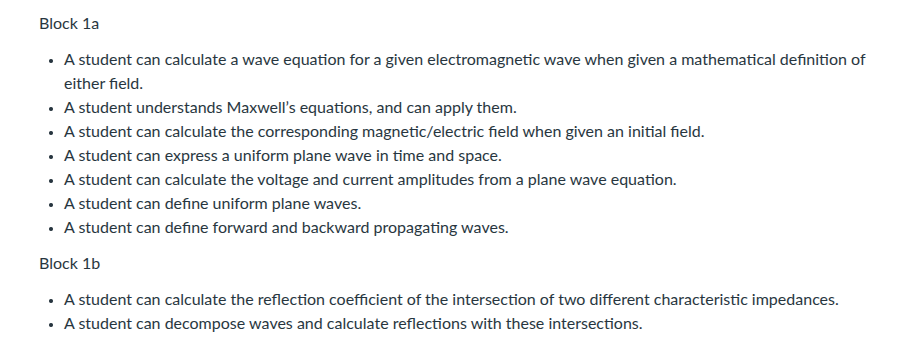 Block 1a
• A student can calculate a wave equation for a given electromagnetic wave when given a mathematical definition of
either field.
• A student understands Maxwell’s equations, and can apply them.
• A student can calculate the corresponding magnetic/electric field when given an initial field.
• A student can express a uniform plane wave in time and space.
• A student can calculate the voltage and current amplitudes from a plane wave equation.
• A student can define uniform plane waves.
• A student can define forward and backward propagating waves.
Block 1b
• A student can calculate the reflection coefficient of the intersection of two different characteristic impedances.
• A student can decompose waves and calculate reflections with these intersections.